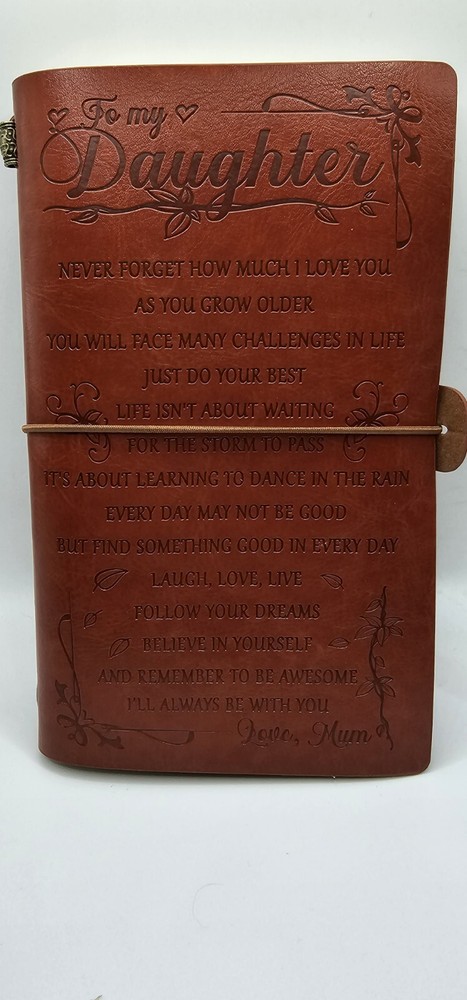 To my
Daughter
NEVER FORGET HOW MUCH I LOVE YOU
AS YOU GROW OLDER
YOU WILL FACE MANY CHALLENGES IN LIFE
JUST DO YOUR BEST
LIFE ISN'T ABOUT WAITING
FOR THE STORM TO PASS
IT'S ABOUT LEARNING TO DANCE IN THE RAIN
EVERY DAY MAY NOT BE GOOD
BUT FIND SOMETHING GOOD IN EVERY DAY
LAUGH, LOVE, LIVE
FOLLOW YOUR DREAMS
BELIEVE IN YOURSELF
AND REMEMBER TO BE AWESOME
I'LL ALWAYS BE WITH YOU
Love, Mum